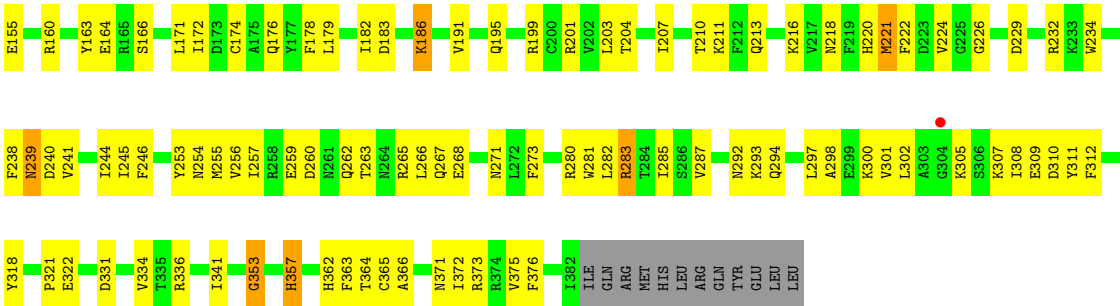 E155 R160 Y163 E164 R165 S166 L171 I172 D173 C174 A175 Q176 Y177 F178 L179 I182 D183 K186 V191 Q195 R199 C200 R201 V202 L203 T204 I207 T210 K211 F212 Q213 K216 V217 N218 F219 H220 M221 F222 D223 V224 G225 G226 D229 R232 K233 W234
F238 N239 D240 V241 I244 I245 F246 Y253 N254 M255 V256 I257 R258 E259 D260 N261 Q262 T263 N264 R265 L266 Q267 E268 N271 L272 F273 R280 W281 L282 R283 T284 I285 S286 V287 N292 K293 Q294 L297 A298 E299 K300 V301 L302 A303 G304 K305 S306 K307 I308 E309 D310 Y311 F312
Y318 P321 E322 D331 V334 T335 R336 I341 G353 H357 H362 F363 T364 C365 A366 N371 I372 R373 R374 V375 F376 I382 ILE GLN ARG MET HIS LEU ARG GLN TYR GLU LEU LEU